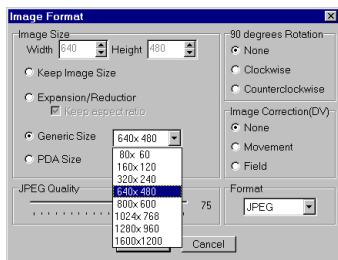 Image Format
Image Size
Width 640 Height 480
Keep Image Size
Expansion/Reduction
Keep aspect ratio
Generic Size 640x 480
80x 60
160x 120
320x 240
640x 480
800x 600
1024x 768
1280x 960
1600x1200
PDA Size
JPEG Quality
75
90 degrees Rotation
None
Clockwise
Counterclockwise
Image Correction(DV)
None
Movement
Field
Format
JPEG
Cancel